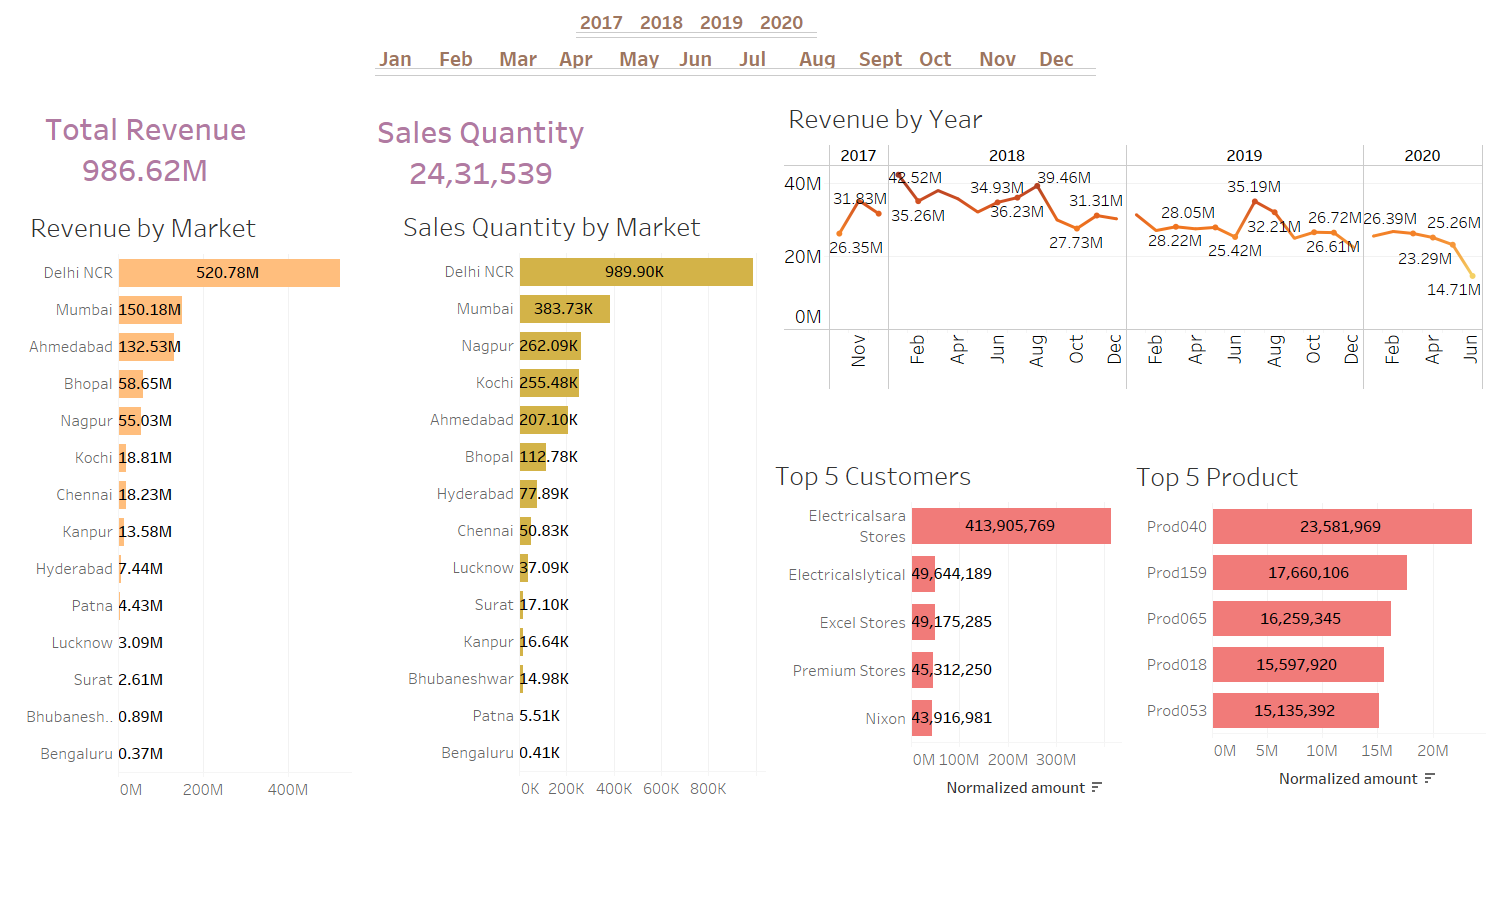 2017 2018 2019 2020
Jan Feb Mar Apr May Jun Jul Aug Sept Oct Nov Dec
Total Revenue
986.62M
Sales Quantity
24,31,539
Revenue by Market
Delhi NCR 520.78M
Mumbai 150.18M
Ahmedabad 132.53M
Bhopal 58.65M
Nagpur 55.03M
Kochi 18.81M
Chennai 18.23M
Kanpur 13.58M
Hyderabad 7.44M
Patna 4.43M
Lucknow 3.09M
Surat 2.61M
Bhubanesh.. 0.89M
Bengaluru 0.37M
0M 200M 400M
Sales Quantity by Market
Delhi NCR 989.90K
Mumbai 383.73K
Nagpur 262.09K
Kochi 255.48K
Ahmedabad 207.10K
Bhopal 112.78K
Hyderabad 77.89K
Chennai 50.83K
Lucknow 37.09K
Surat 17.10K
Kanpur 16.64K
Bhubaneshwar 14.98K
Patna 5.51K
Bengaluru 0.41K
0K 200K 400K 600K 800K
Revenue by Year
2017 2018 2019 2020
40M
20M
0M
42.52M 34.93M 39.46M 35.19M
31.83M 35.26M 36.23M 31.31M 28.05M 32.21M 26.72M 26.39M 25.26M
26.35M 27.73M 28.22M 25.42M 26.61M 23.29M
14.71M
Nov Feb Apr Jun Aug Oct Dec Feb Apr Jun Aug Oct Dec Feb Apr Jun
Top 5 Customers
Electricalsara
Stores 413,905,769
Electricalslytical 49,644,189
Excel Stores 49,175,285
Premium Stores 45,312,250
Nixon 43,916,981
0M 100M 200M 300M
Normalized amount
Top 5 Product
Prod040 23,581,969
Prod159 17,660,106
Prod065 16,259,345
Prod018 15,597,920
Prod053 15,135,392
0M 5M 10M 15M 20M
Normalized amount